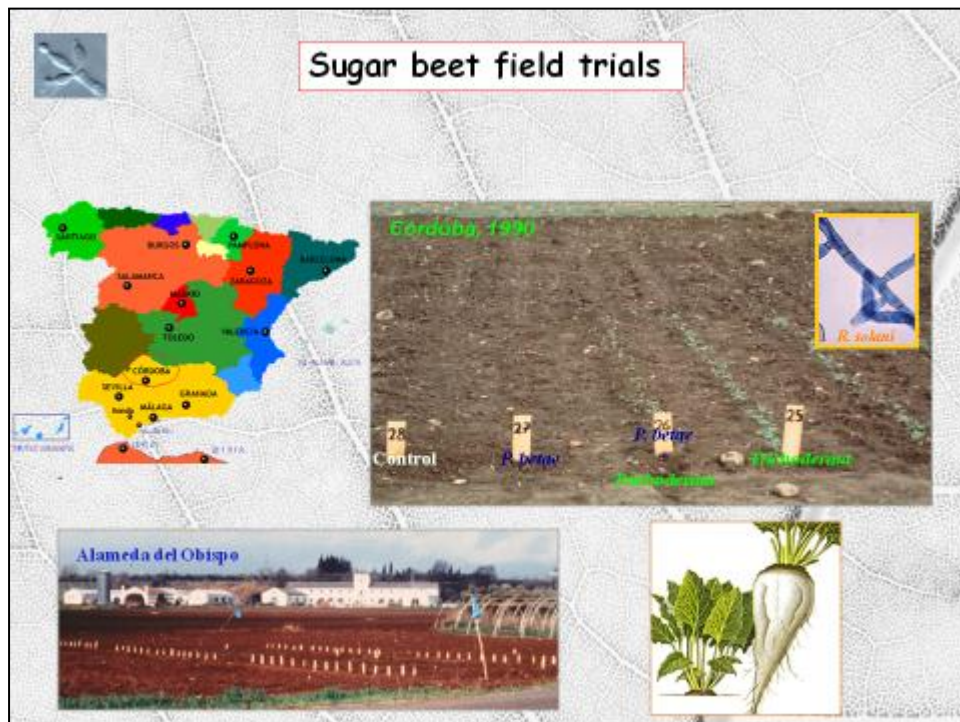 Sugar beet field trials
SANTIAGO
BURGOS
PAMPLONA
BARCELONA
SALAMANCA
ZARAGOZA
MADRID
TOLEDO
VALENCIA
CÓRDOBA
SEVILLA
GRANADA
Ronda
MÁLAGA
Córdoba, 1990
R. solani
28
27
26
25
Control
P. betae
P. betae
Trichoderma
Trichoderma
Alameda del Obispo